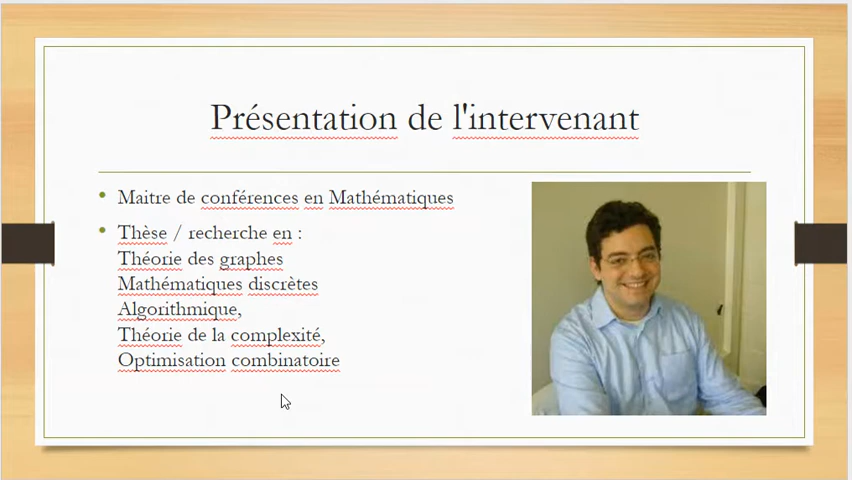 Présentation de l'intervenant
• Maitre de conférences en Mathématiques
• Thèse / recherche en :
Théorie des graphes
Mathématiques discrètes
Algorithmique,
Théorie de la complexité,
Optimisation combinatoire